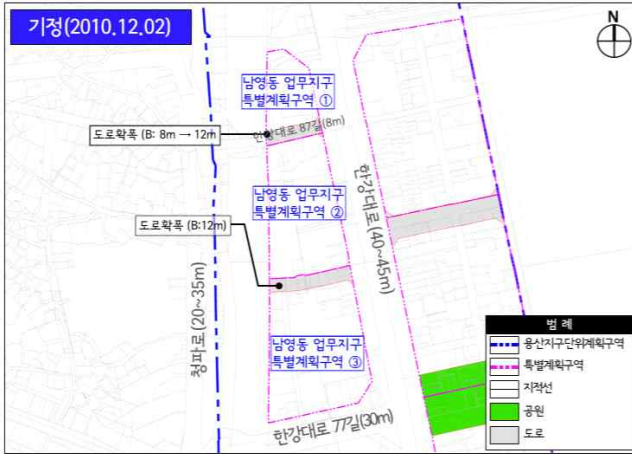 기정(2010.12.02)
N
남영동 업무지구
특별계획구역 ①
도로확폭 (B: 8m → 12m
한강대로 87길(8m)
남영동 업무지구
특별계획구역 ②
도로확폭 (B:12m)
한강대로(40~45m)
청파로(20~35m)
남영동 업무지구
특별계획구역 ③
한강대로 77길(30m)
범 례
용산지구단위계획구역
특별계획구역
지적선
공원
도로